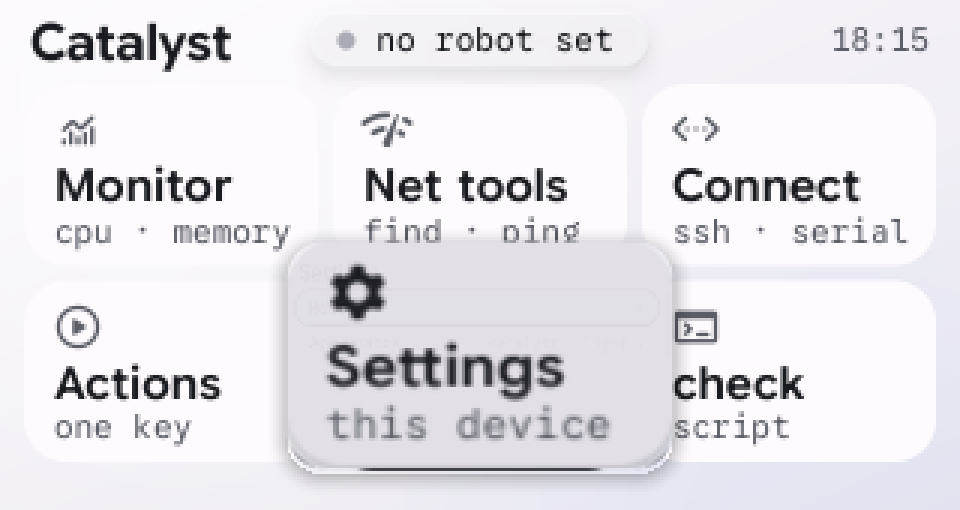 Catalyst
no robot set
18:15
Monitor
cpu · memory
Net tools
find · ping
Connect
ssh · serial
Actions
one key
Settings
this device
check
script